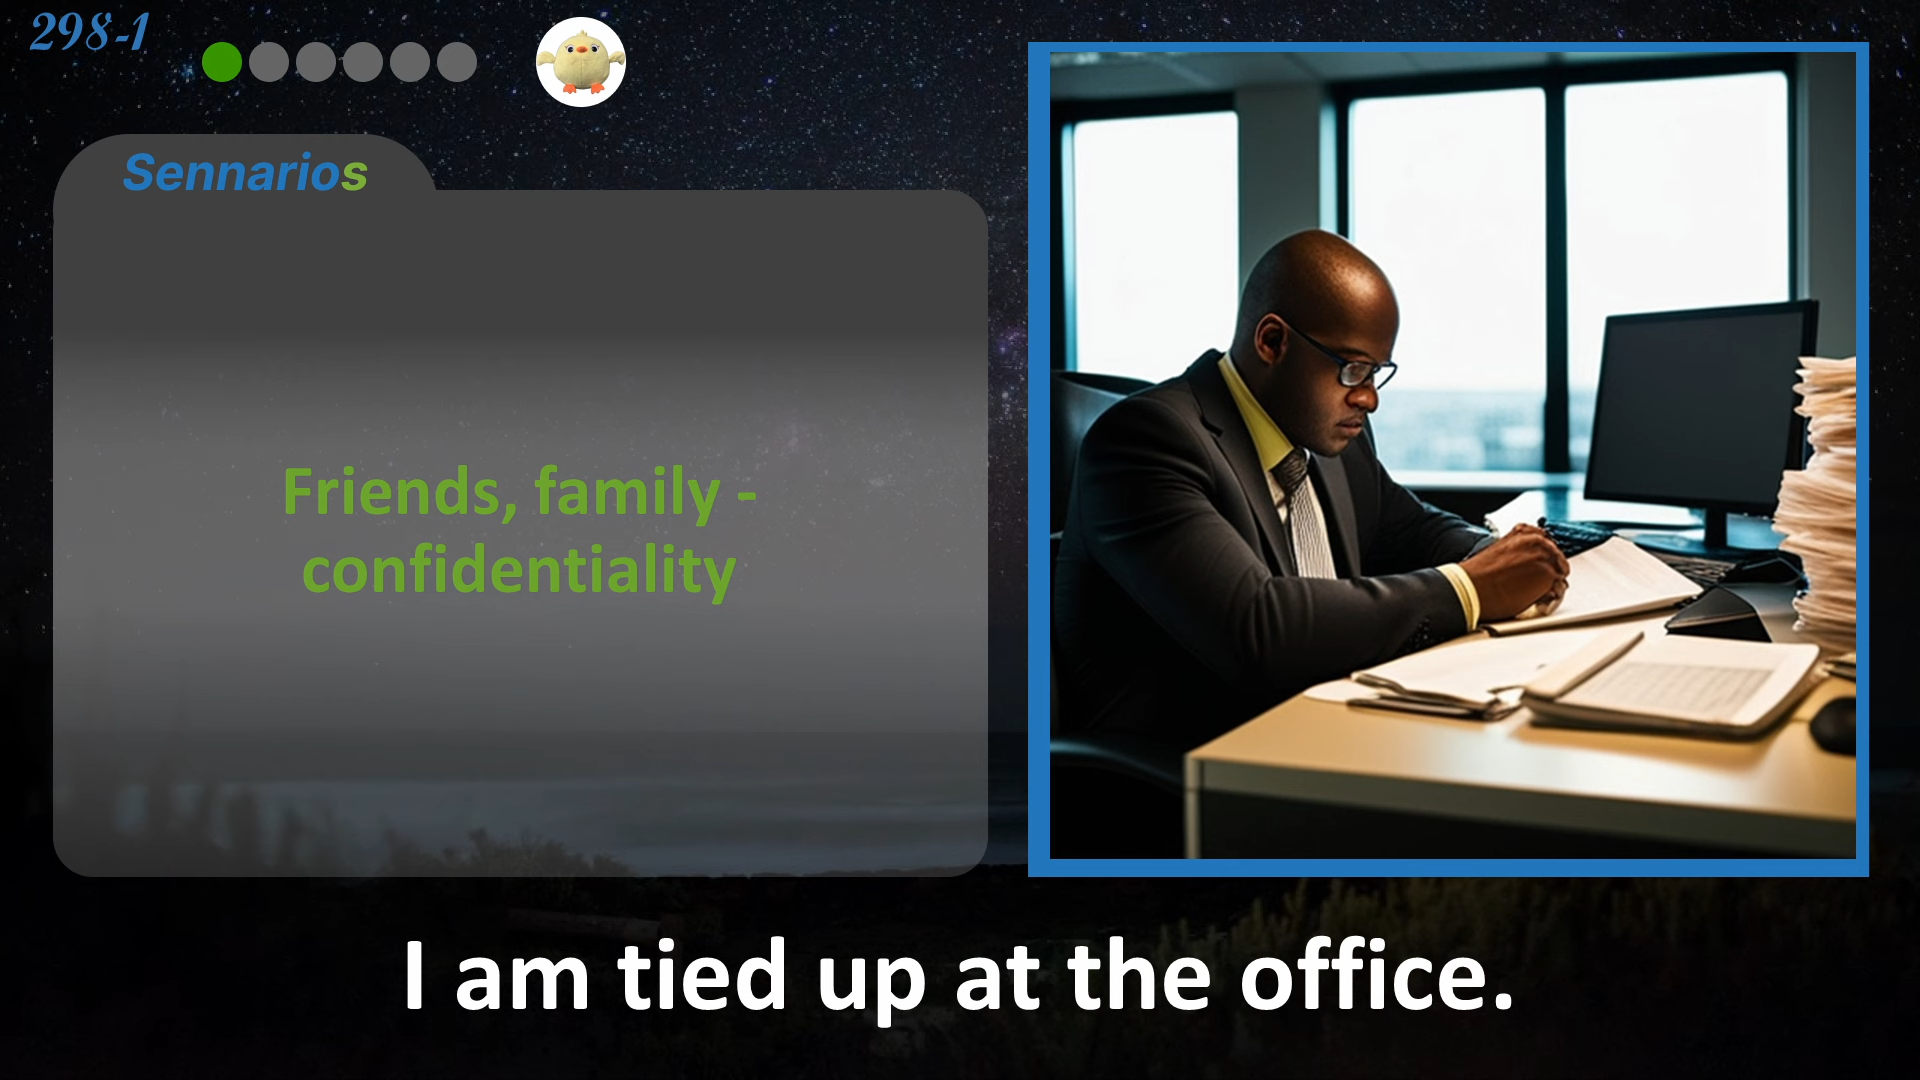 298-1
Sennarios
Friends, family -
confidentiality
I am tied up at the office.